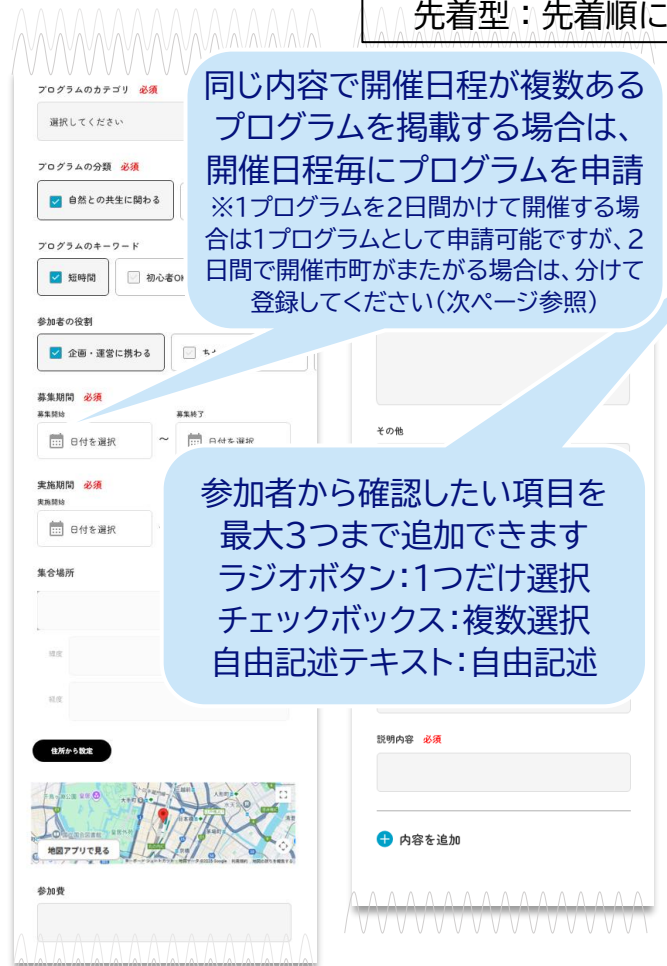 先着型：先着順に
プログラムのカテゴリ 必須
選択してください
プログラムの分類 必須
自然との共生に関わる
プログラムのキーワード
短時間
初心者OK
参加者の役割
企画・運営に携わる
募集期間 必須
募集開始
募集終了
日付を選択
～
日付を選択
実施期間 必須
実施開始
日付を選択
集合場所
緯度
経度
住所から設定
地図アプリで見る
参加費
同じ内容で開催日程が複数ある
プログラムを掲載する場合は、
開催日程毎にプログラムを申請
※1プログラムを2日間かけて開催する場
合は1プログラムとして申請可能ですが、2
日間で開催市町がまたがる場合は、分けて
登録してください(次ページ参照)
その他
参加者から確認したい項目を
最大3つまで追加できます
ラジオボタン：1つだけ選択
チェックボックス：複数選択
自由記述テキスト：自由記述
説明内容 必須
内容を追加